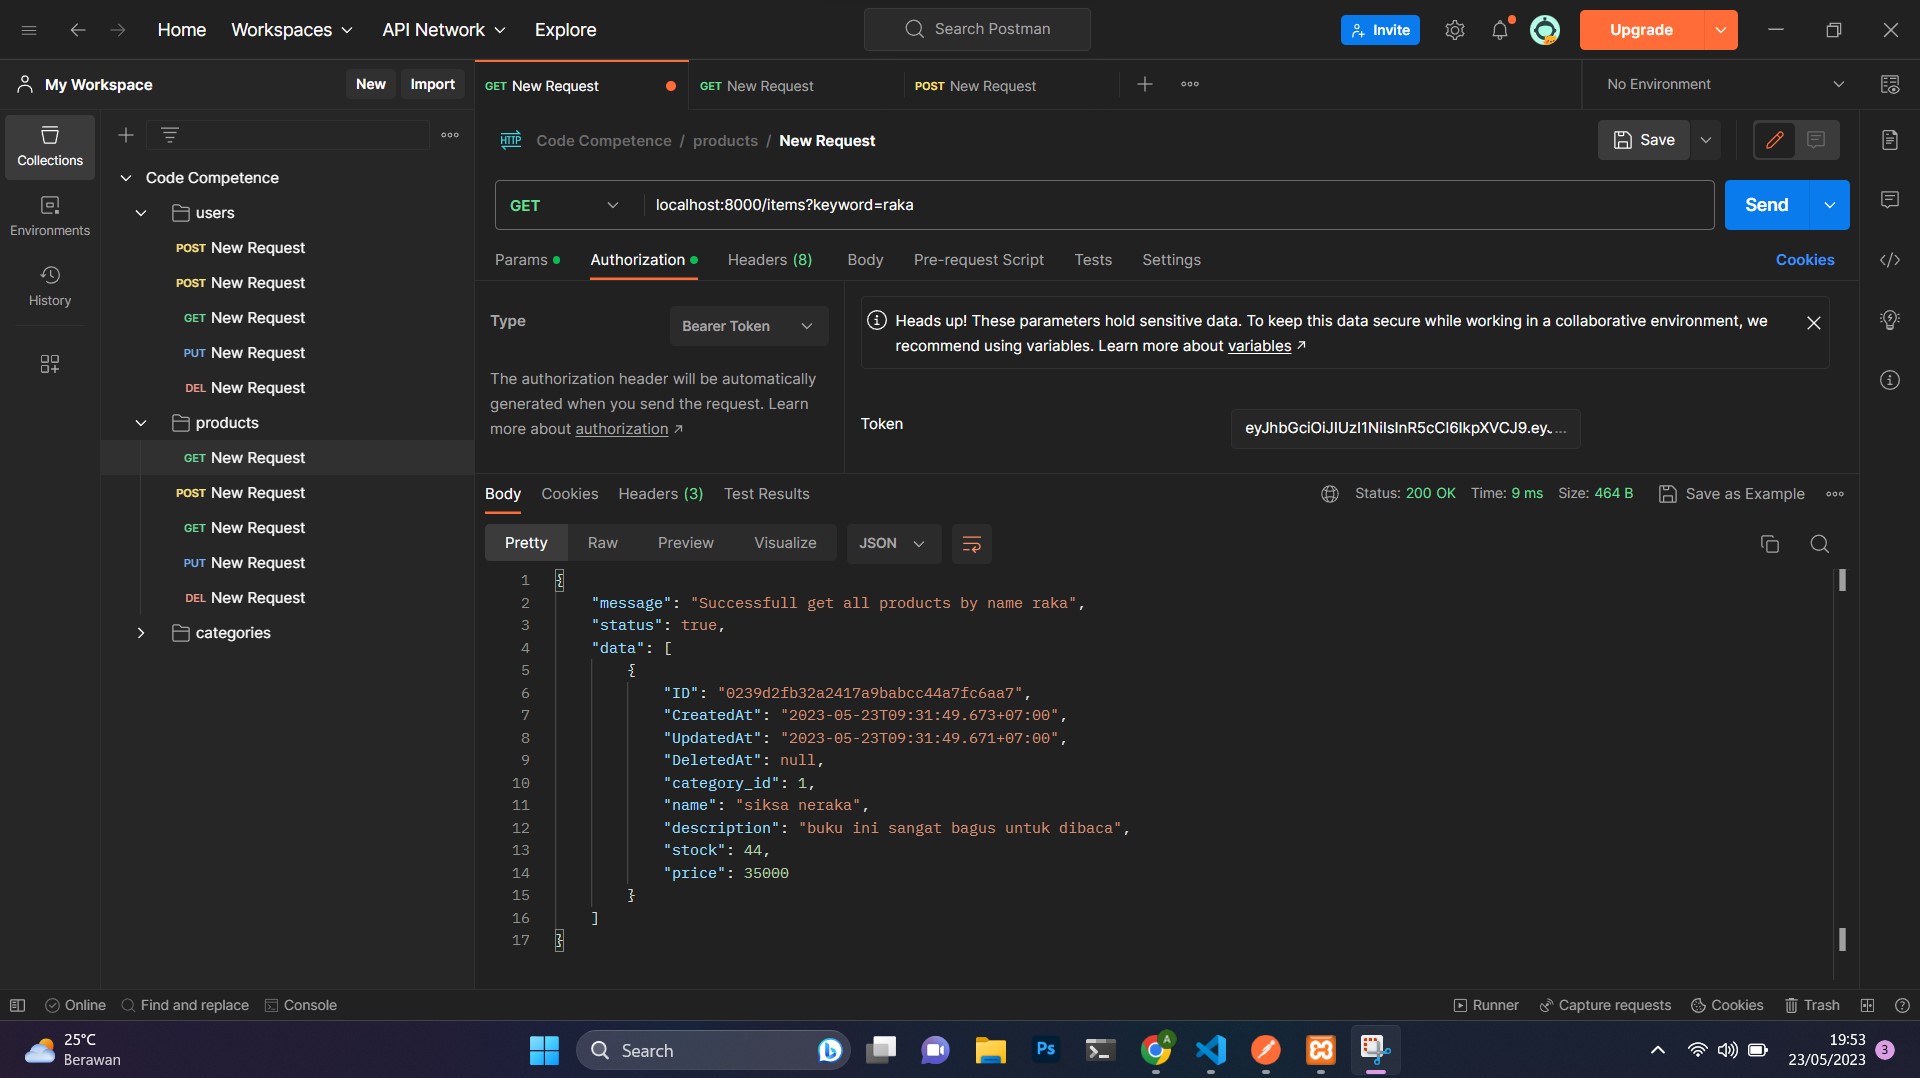 Home
Workspaces
API Network
Explore
Search Postman
Invite
Upgrade
My Workspace
New
Import
GET New Request
GET New Request
POST New Request
No Environment
Collections
Environments
History
Code Competence
users
POST New Request
POST New Request
GET New Request
PUT New Request
DEL New Request
products
GET New Request
POST New Request
GET New Request
PUT New Request
DEL New Request
categories
HTTP Code Competence / products / New Request
Save
GET
localhost:8000/items?keyword=raka
Send
Params
Authorization
Headers (8)
Body
Pre-request Script
Tests
Settings
Cookies
Type
Bearer Token
The authorization header will be automatically
generated when you send the request. Learn
more about authorization ↗
Heads up! These parameters hold sensitive data. To keep this data secure while working in a collaborative environment, we
recommend using variables. Learn more about variables ↗
Token
Body
Cookies
Headers (3)
Test Results
Status: 200 OK
Time: 9 ms
Size: 464 B
Save as Example
Pretty
Raw
Preview
Visualize
JSON
1 {
2 "message": "Successfull get all products by name raka",
3 "status": true,
4 "data": [
5 {
6 "ID": "0239d2fb32a2417a9babcc44a7fc6aa7",
7 "CreatedAt": "2023-05-23T09:31:49.673+07:00",
8 "UpdatedAt": "2023-05-23T09:31:49.671+07:00",
9 "DeletedAt": null,
10 "category_id": 1,
11 "name": "siksa neraka",
12 "description": "buku ini sangat bagus untuk dibaca",
13 "stock": 44,
14 "price": 35000
15 }
16 ]
17 }
Online
Find and replace
Console
Runner
Capture requests
Cookies
Trash
25°C
Berawan
Search
Ps
A
19:53
23/05/2023
3